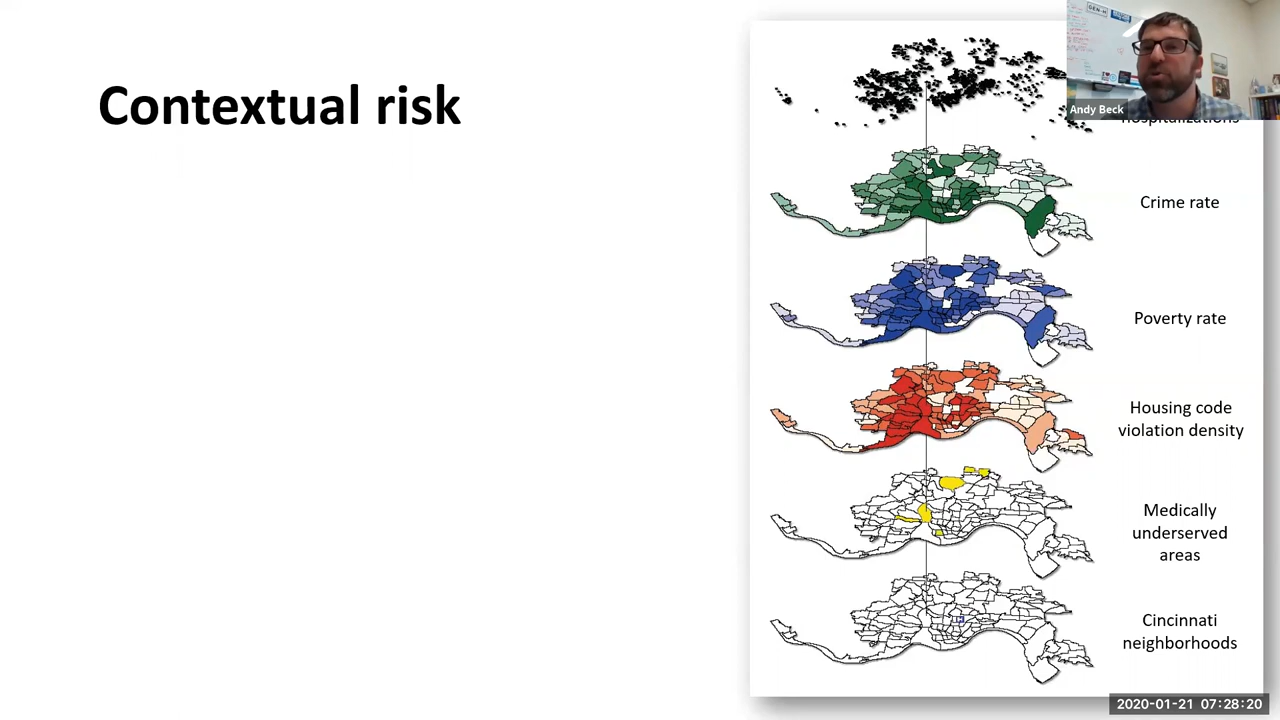 Contextual risk
Andy Beck
hospitalizations
Crime rate
Poverty rate
Housing code
violation density
Medically
underserved
areas
Cincinnati
neighborhoods
2020-01-21 07:28:20